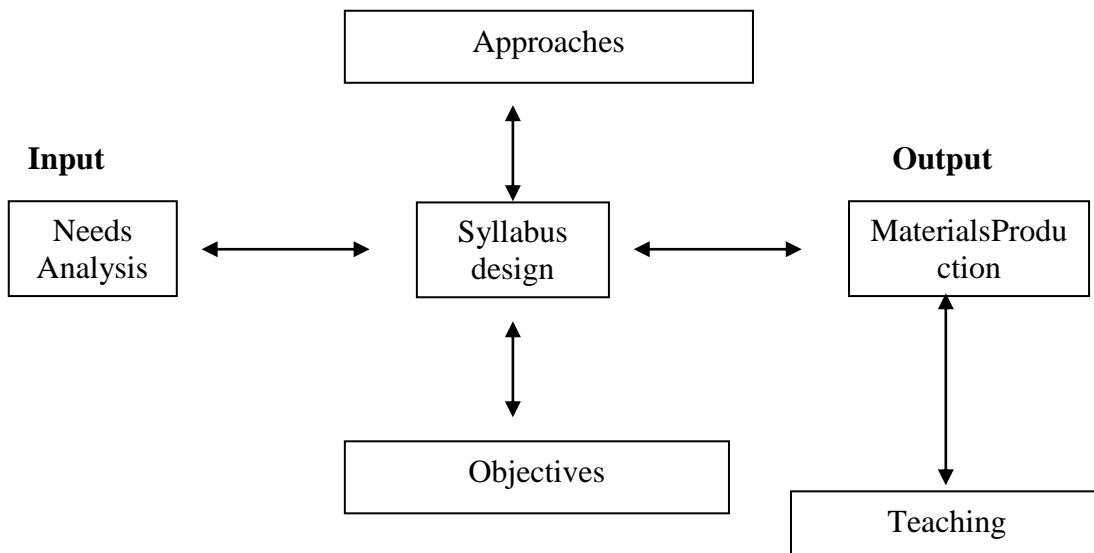 Approaches
Input
Output
Needs
Analysis
Syllabus
design
MaterialsProdu
ction
Objectives
Teaching